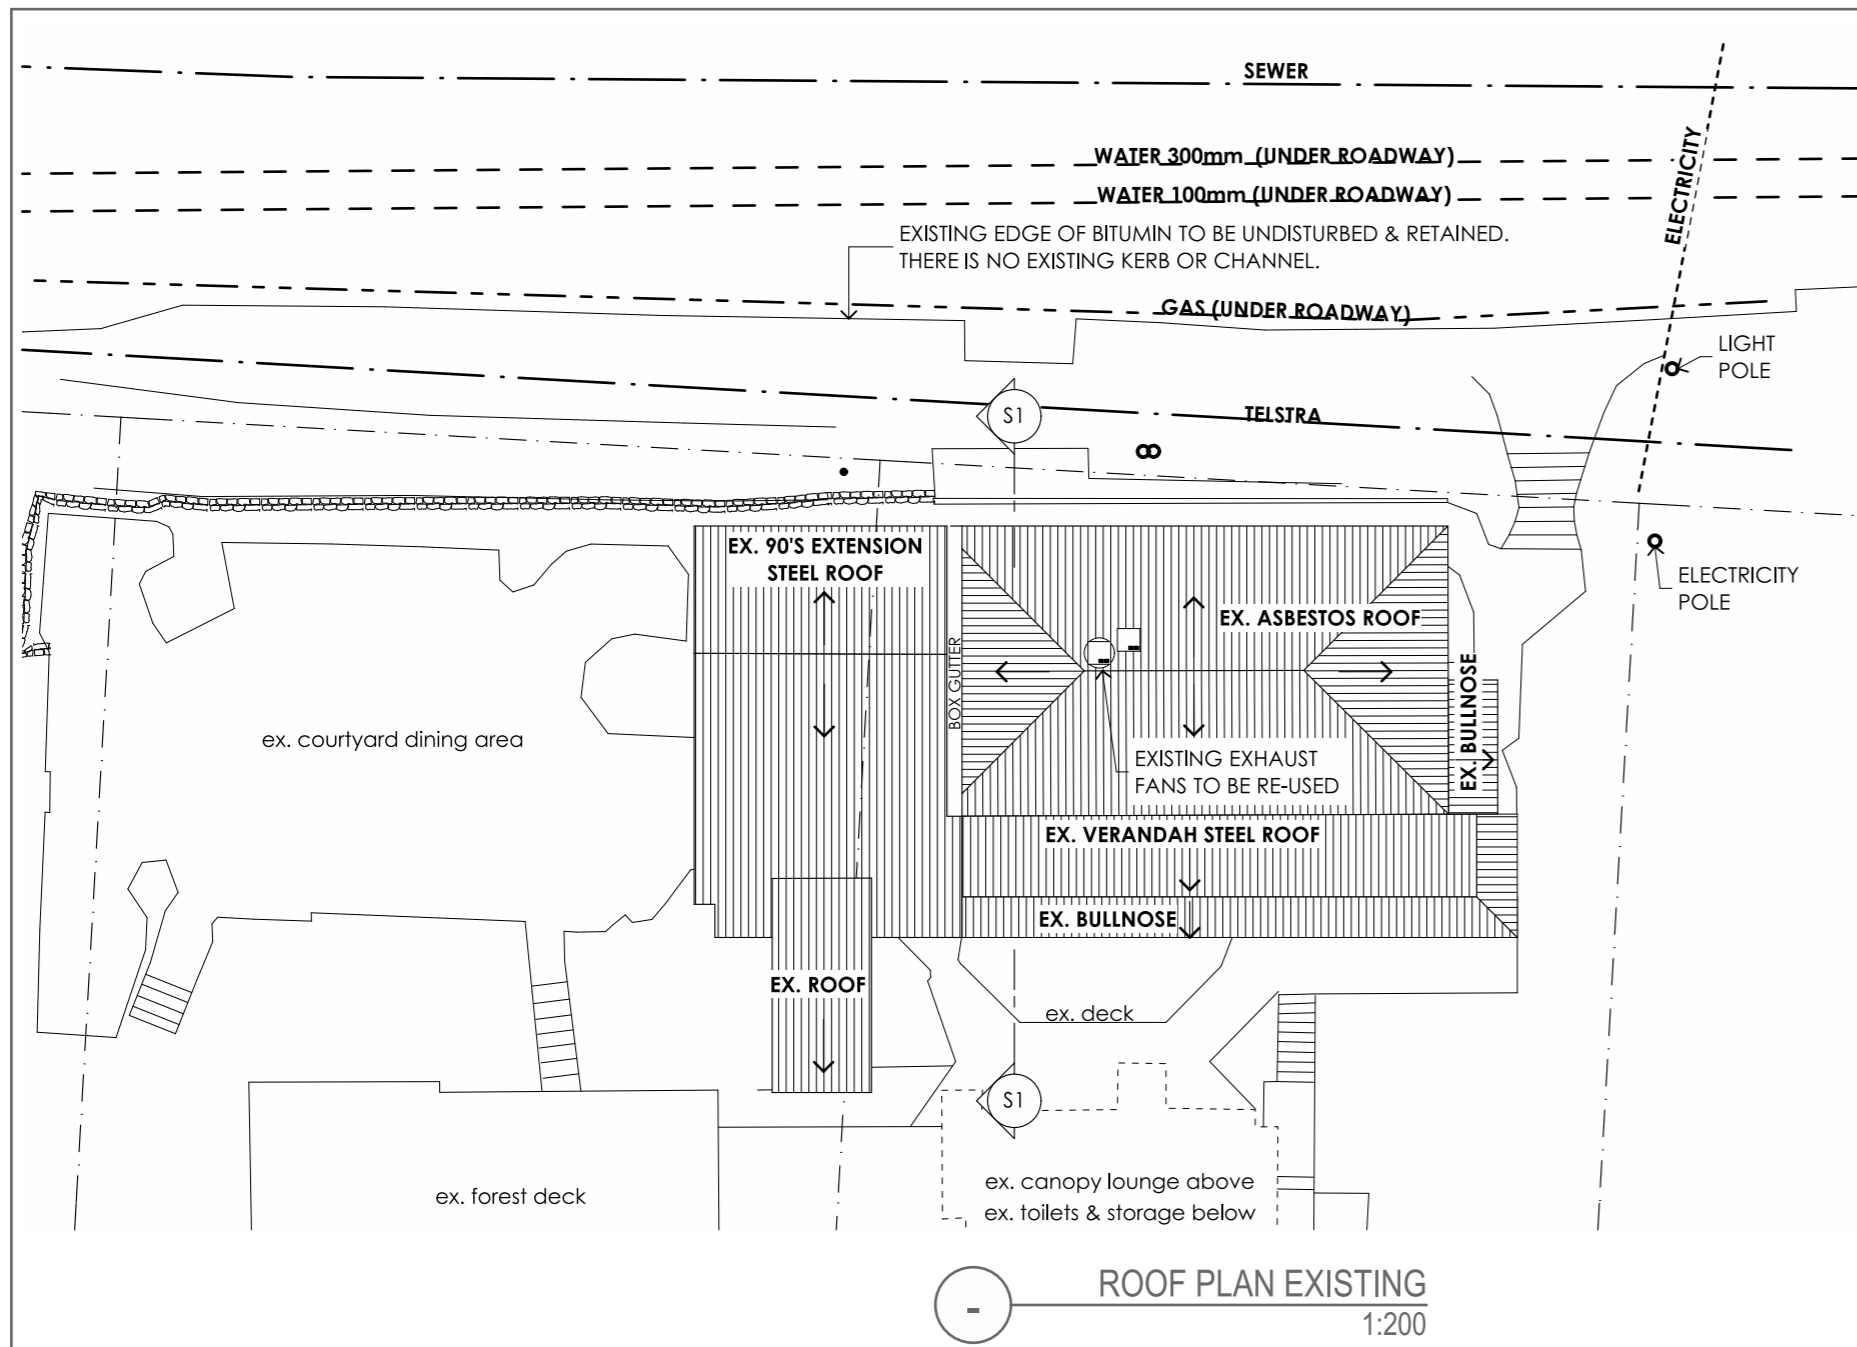 SEWER
ELECTRICITY
WATER 300mm (UNDER ROADWAY)
WATER 100mm (UNDER ROADWAY)
EXISTING EDGE OF BITUMIN TO BE UNDISTURBED & RETAINED.
THERE IS NO EXISTING KERB OR CHANNEL.
GAS (UNDER ROADWAY)
LIGHT
POLE
S1
TELSTRA
EX. 90'S EXTENSION
STEEL ROOF
ELECTRICITY
POLE
EX. ASBESTOS ROOF
BOX GUTTER
EX. BULLNOSE
ex. courtyard dining area
EXISTING EXHAUST
FANS TO BE RE-USED
EX. VERANDAH STEEL ROOF
EX. BULLNOSE
EX. ROOF
ex. deck
S1
ex. forest deck
ex. canopy lounge above
ex. toilets & storage below
-
ROOF PLAN EXISTING
1:200